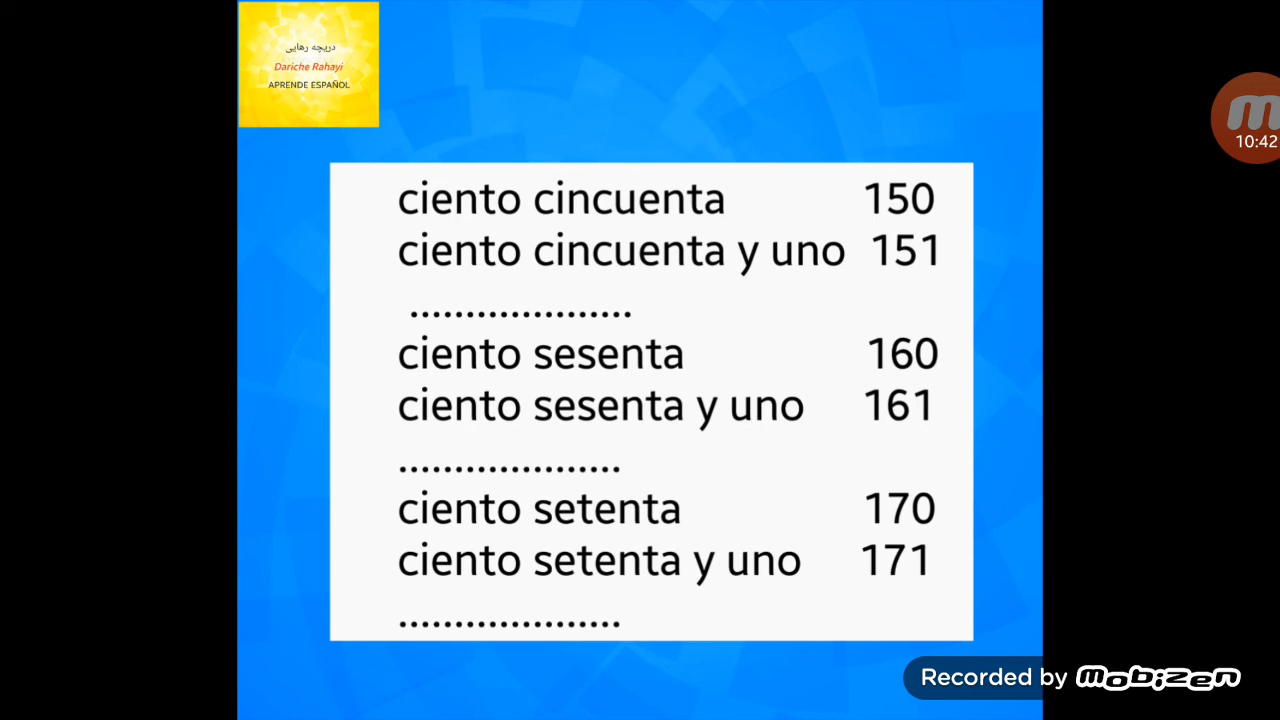 دریچه رهایی
Dariche Rahayi
APRENDE ESPAÑOL
10:42
ciento cincuenta 150
ciento cincuenta y uno 151
....................
ciento sesenta 160
ciento sesenta y uno 161
....................
ciento setenta 170
ciento setenta y uno 171
....................
Recorded by Mobizen